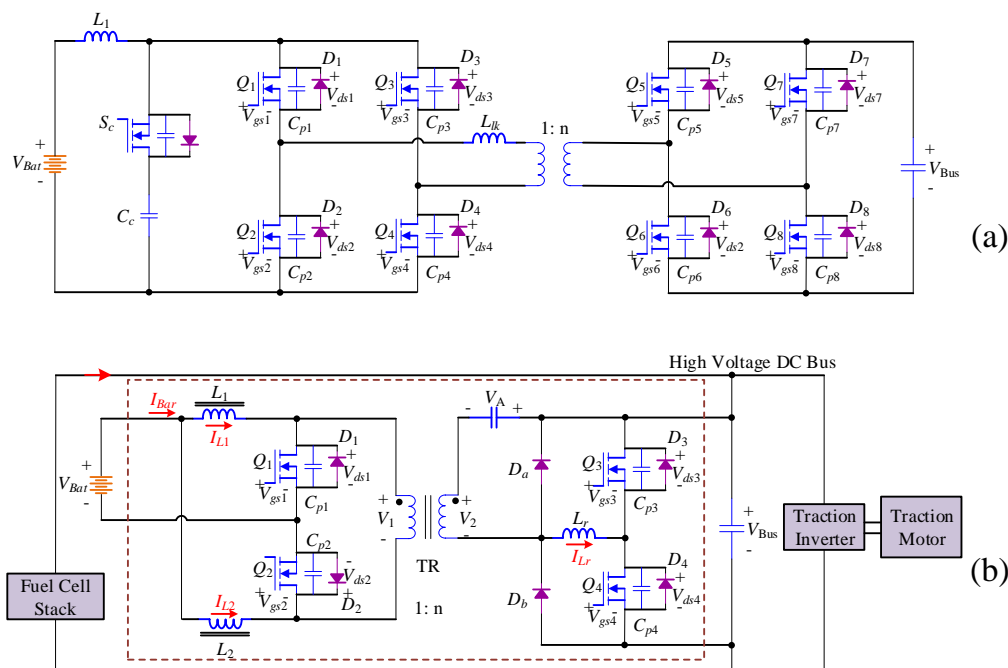 L1
VBat
+
-
Sc
Cc
Q1
D1
+
Vds1
-
+Vgs1-
Cp1
Q3
D3
+
Vds3
-
+Vgs3-
Cp3
Q2
D2
+
Vds2
-
+Vgs2-
Cp2
Q4
D4
+
Vds4
-
+Vgs4-
Cp4
Llk
1: n
Q5
D5
+
Vds5
-
+Vgs5-
Cp5
Q7
D7
+
Vds7
-
+Vgs7-
Cp7
Q6
D6
+
Vds2
-
+Vgs6-
Cp6
Q8
D8
+
Vds8
-
+Vgs8-
Cp8
+
VBus
-
(a)
High Voltage DC Bus
IBar
L1
IL1
+
VBat
-
Q1
D1
+
Vds1
-
+Vgs1-
Cp1
Cp2
Q2
-
Vds2
+
D2
+Vgs2-
IL2
L2
+
V1
-
TR
1: n
+
V2
-
- VA +
Da
Db
Lr
ILr
Q3
D3
+
Vds3
-
+Vgs3-
Cp3
Q4
D4
+
Vds4
-
+Vgs4-
Cp4
+
VBus
-
Fuel Cell
Stack
Traction
Inverter
Traction
Motor
(b)